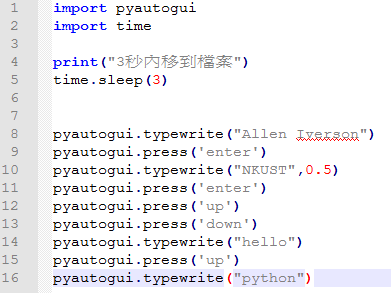 1 import pyautogui
2 import time
3
4 print("3秒內移到檔案")
5 time.sleep(3)
6
7
8 pyautogui.typewrite("Allen Iverson")
9 pyautogui.press('enter')
10 pyautogui.typewrite("NKUST",0.5)
11 pyautogui.press('enter')
12 pyautogui.press('up')
13 pyautogui.press('down')
14 pyautogui.typewrite("hello")
15 pyautogui.press('up')
16 pyautogui.typewrite("python")